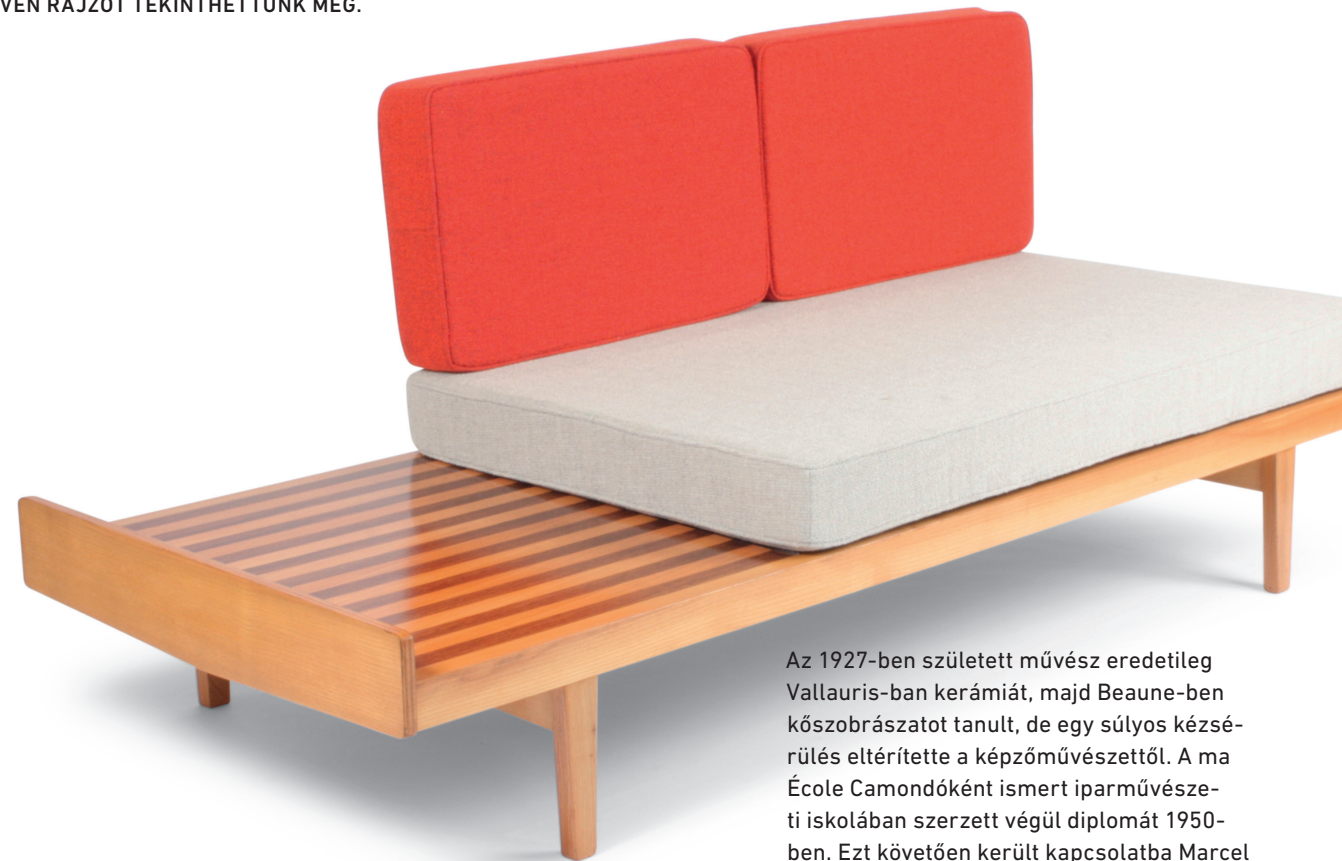 VEN RAJZOT TEKINTHETTÜNK MEG.
Az 1927-ben született művész eredetileg
Vallauris-ban kerámiát, majd Beaune-ben
kőszobrászatot tanult, de egy súlyos kézsé-
rülés eltérítette a képzőművészettől. A ma
École Camondóként ismert iparművésze-
ti iskolában szerzett végül diplomát 1950-
ben. Ezt követően került kapcsolatba Marcel